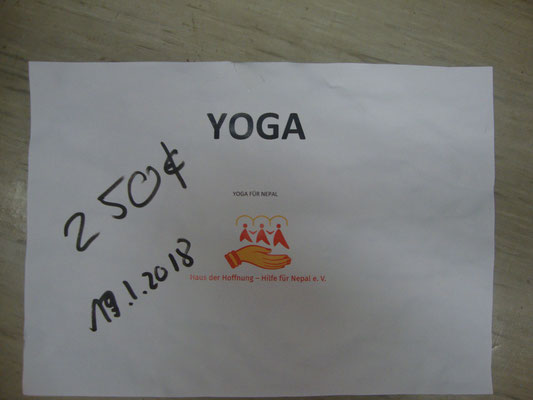 YOGA
YOGA FÜR NEPAL
250€
19.1.2018
Haus der Hoffnung – Hilfe für Nepal e. V.